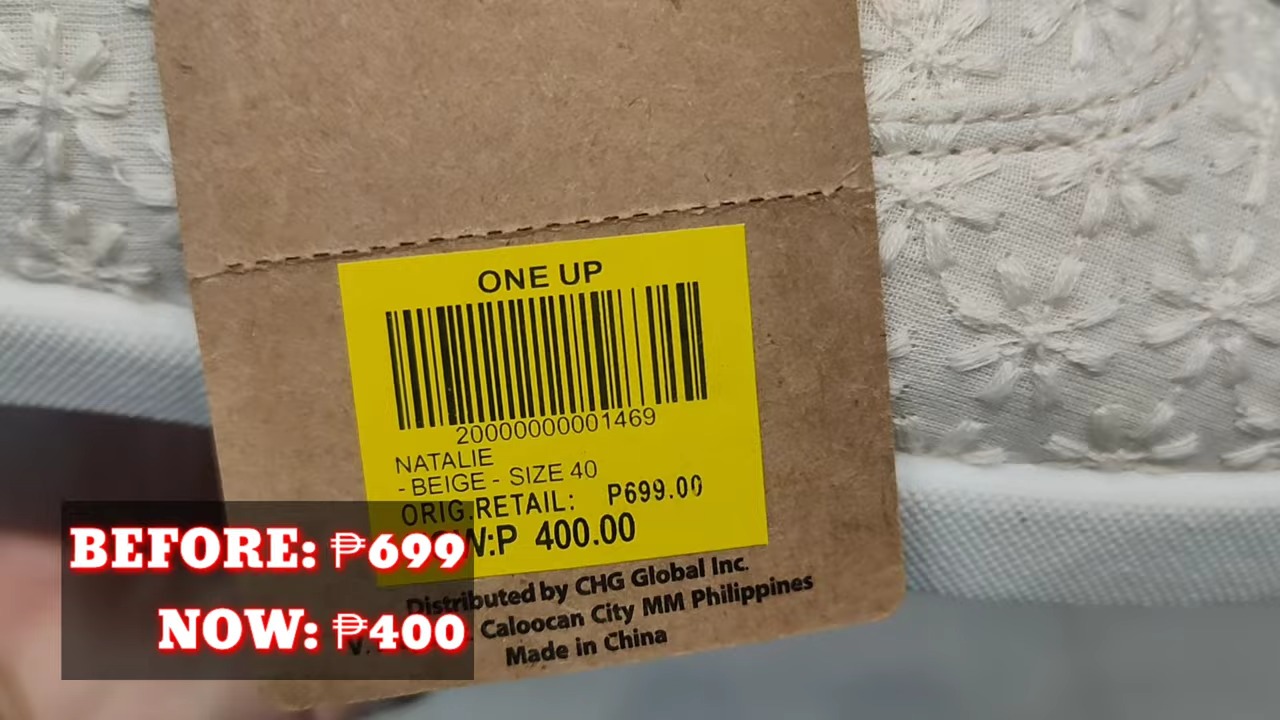 ONE UP
20000000001469
NATALIE
- BEIGE - SIZE 40
ORIG.RETAIL: P699.00
W:P 400.00
Distributed by CHG Global Inc.
V. Caloocan City MM Philippines
Made in China
BEFORE: ₱699
NOW: ₱400